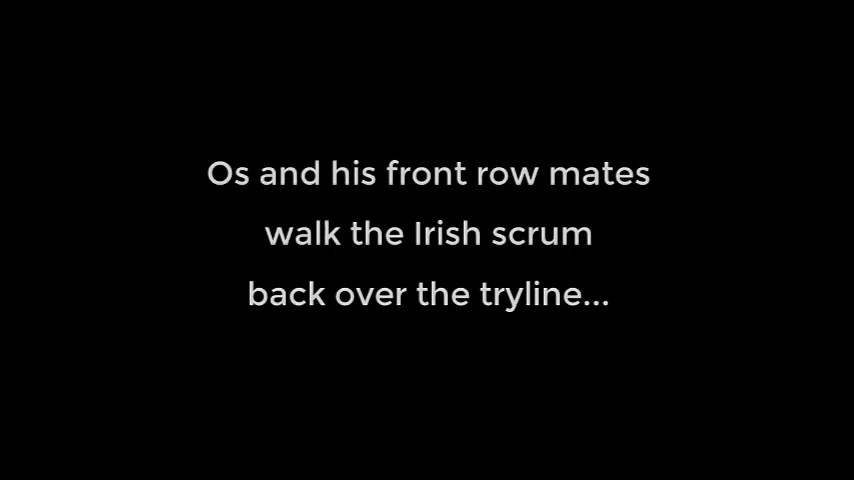 Os and his front row mates
walk the Irish scrum
back over the tryline...